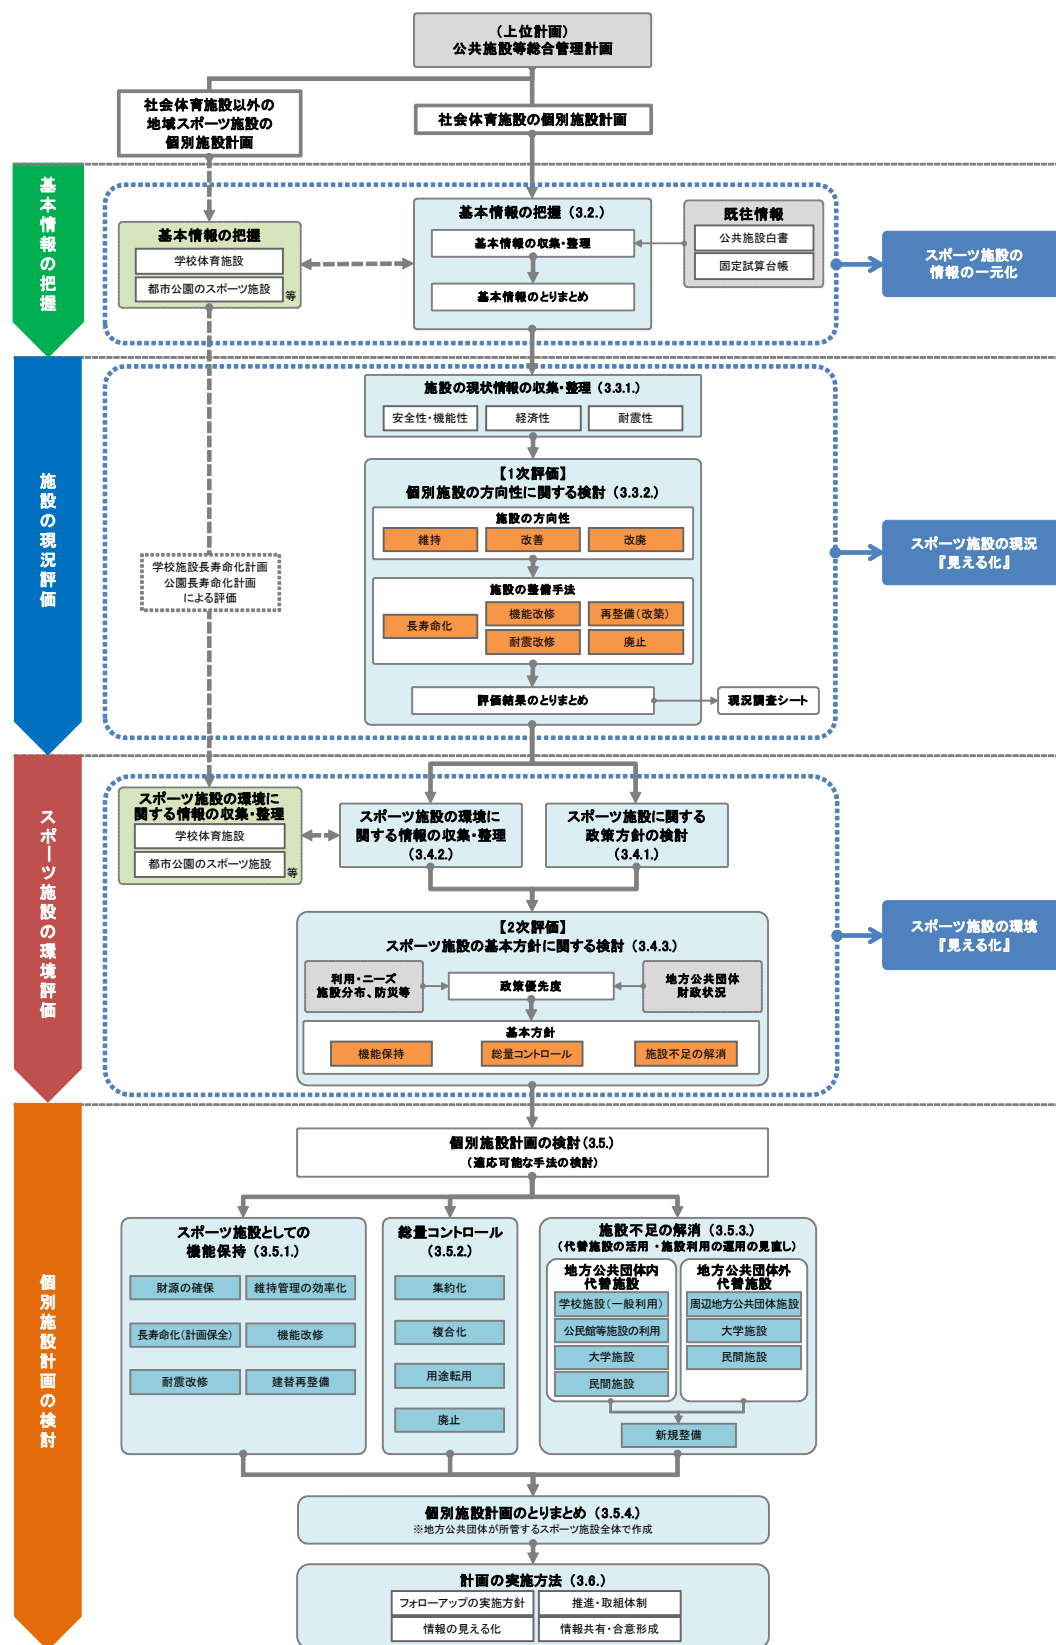 (上位計画)
公共施設等総合管理計画
社会体育施設以外の
地域スポーツ施設の
個別施設計画
社会体育施設の個別施設計画
基本情報の把握
基本情報の把握
学校体育施設
都市公園のスポーツ施設
等
基本情報の把握 (3.2.)
基本情報の収集・整理
基本情報のとりまとめ
既往情報
公共施設白書
固定試算台帳
スポーツ施設の
情報の一元化
施設の現況評価
施設の現状情報の収集・整理 (3.3.1.)
安全性・機能性
経済性
耐震性
【1次評価】
個別施設の方向性に関する検討 (3.3.2.)
施設の方向性
維持
改善
改廃
施設の整備手法
長寿命化
機能改修
再整備(改築)
耐震改修
廃止
評価結果のとりまとめ
現況調査シート
学校施設長寿命化計画
公園長寿命化計画
による評価
スポーツ施設の現況
『見える化』
スポーツ施設の環境評価
スポーツ施設の環境に
関する情報の収集・整理
学校体育施設
都市公園のスポーツ施設
等
スポーツ施設の環境に
関する情報の収集・整理
(3.4.2.)
スポーツ施設に関する
政策方針の検討
(3.4.1.)
【2次評価】
スポーツ施設の基本方針に関する検討 (3.4.3.)
利用・ニーズ
施設分布、防災等
政策優先度
地方公共団体
財政状況
基本方針
機能保持
総量コントロール
施設不足の解消
スポーツ施設の環境
『見える化』
個別施設計画の検討
個別施設計画の検討(3.5.)
(適応可能な手法の検討)
スポーツ施設としての
機能保持 (3.5.1.)
財源の確保
維持管理の効率化
長寿命化(計画保全)
機能改修
耐震改修
建替再整備
総量コントロール
(3.5.2.)
集約化
複合化
用途転用
廃止
施設不足の解消 (3.5.3.)
(代替施設の活用・施設利用の運用の見直し)
地方公共団体内
代替施設
学校施設(一般利用)
公民館等施設の利用
大学施設
民間施設
地方公共団体外
代替施設
周辺地方公共団体施設
大学施設
民間施設
新規整備
個別施設計画のとりまとめ (3.5.4.)
※地方公共団体が所管するスポーツ施設全体で作成
計画の実施方法 (3.6.)
フォローアップの実施方針
推進・取組体制
情報の見える化
情報共有・合意形成